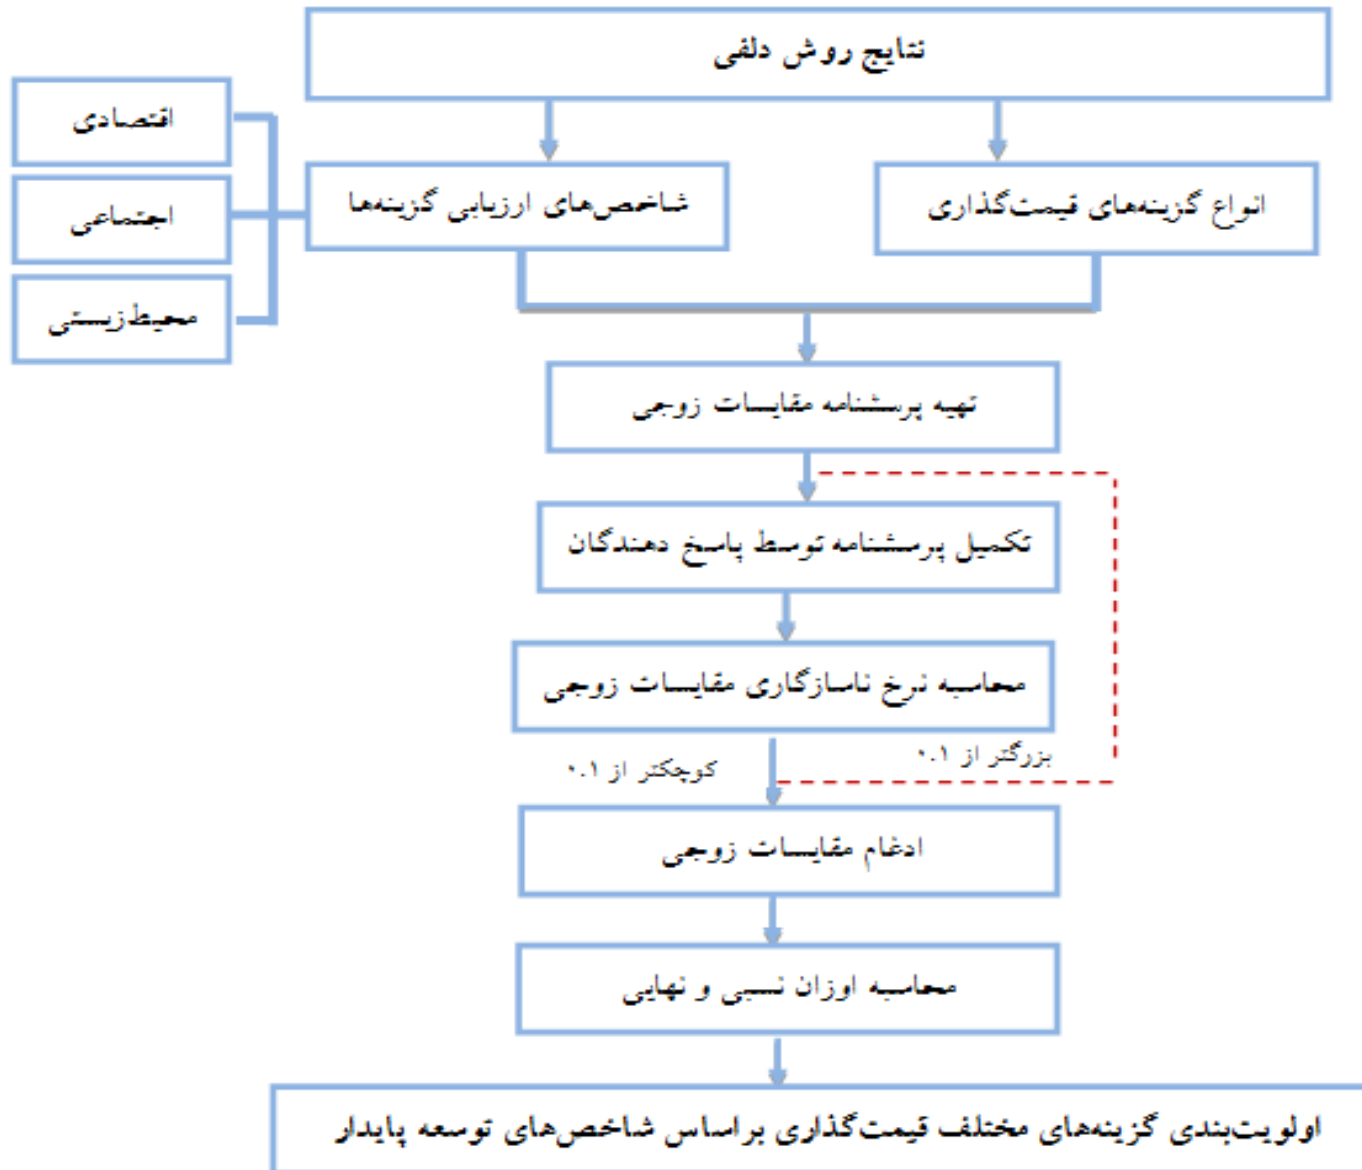 نتایج روش دلفی
انواع گزینه‌های قیمت‌گذاری
شاخص‌های ارزیابی گزینه‌ها
اقتصادی
اجتماعی
محیط‌زیستی
تهیه پرسشنامه مقایسات زوجی
تکمیل پرسشنامه توسط پاسخ دهندگان
محاسبه نرخ ناسازگاری مقایسات زوجی
بزرگتر از ۰.۱
کوچکتر از ۰.۱
ادغام مقایسات زوجی
محاسبه اوزان نسبی و نهایی
اولویت‌بندی گزینه‌های مختلف قیمت‌گذاری براساس شاخص‌های توسعه پایدار